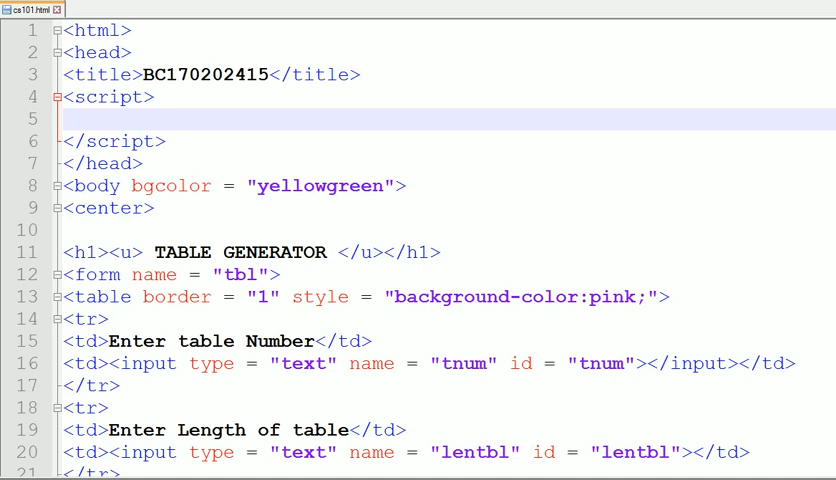 cs101.html
1 <html>
2 <head>
3 <title>BC170202415</title>
4 <script>
5
6 </script>
7 </head>
8 <body bgcolor = "yellowgreen">
9 <center>
10
11 <h1><u> TABLE GENERATOR </u></h1>
12 <form name = "tbl">
13 <table border = "1" style = "background-color:pink;">
14 <tr>
15 <td>Enter table Number</td>
16 <td><input type = "text" name = "tnum" id = "tnum"></input></td>
17 </tr>
18 <tr>
19 <td>Enter Length of table</td>
20 <td><input type = "text" name = "lentbl" id = "lentbl"></td>
21 </tr>